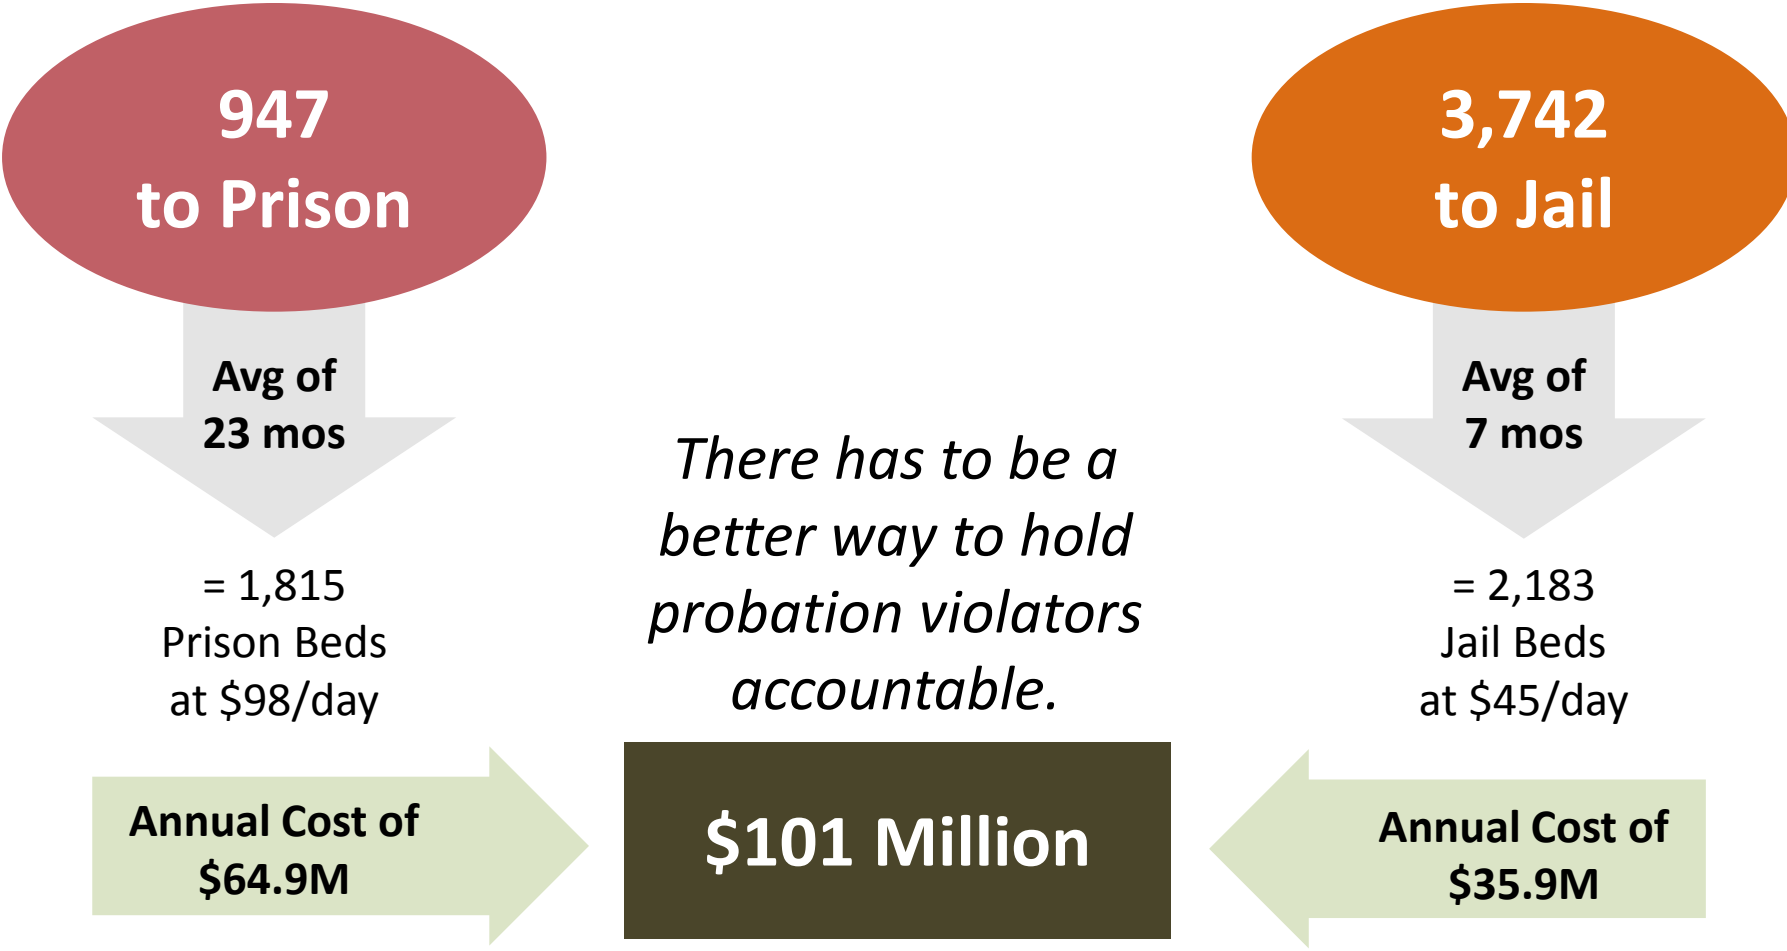 947
to Prison
Avg of
23 mos
= 1,815
Prison Beds
at $98/day
Annual Cost of
$64.9M
There has to be a
better way to hold
probation violators
accountable.
$101 Million
3,742
to Jail
Avg of
7 mos
= 2,183
Jail Beds
at $45/day
Annual Cost of
$35.9M